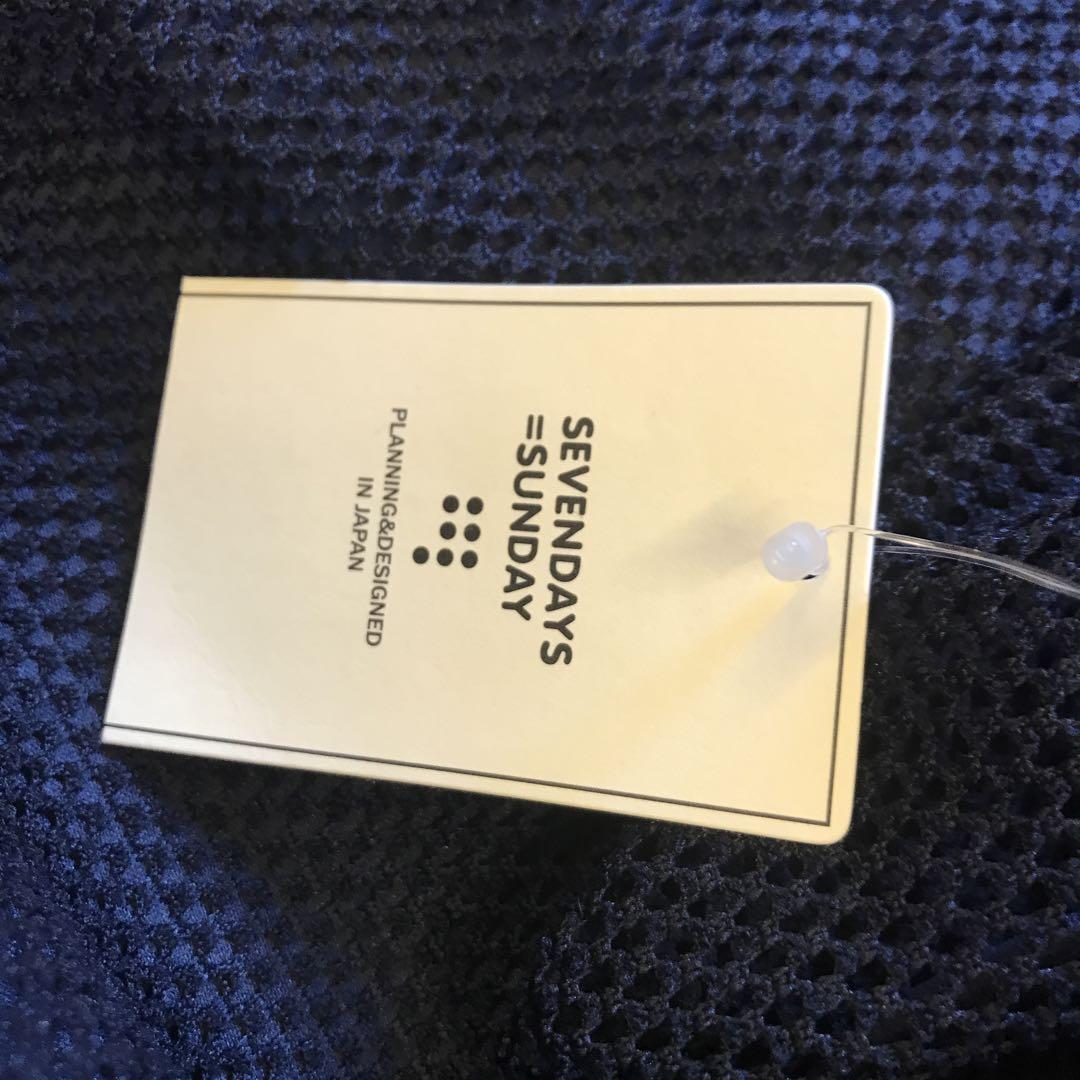 SEVENDAYS
=SUNDAY
PLANNING&DESIGNED
IN JAPAN